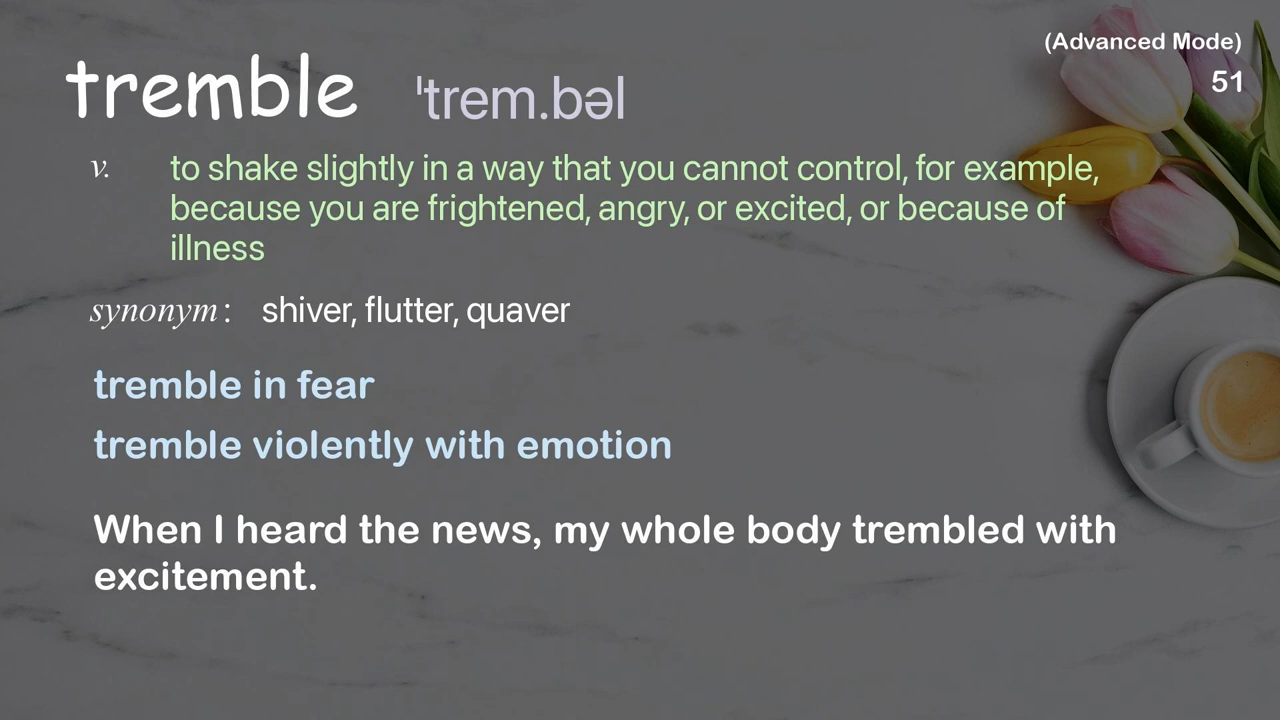 (Advanced Mode)
51
tremble ˈtrem.bəl
v. to shake slightly in a way that you cannot control, for example,
because you are frightened, angry, or excited, or because of
illness
synonym: shiver, flutter, quaver
tremble in fear
tremble violently with emotion
When I heard the news, my whole body trembled with
excitement.